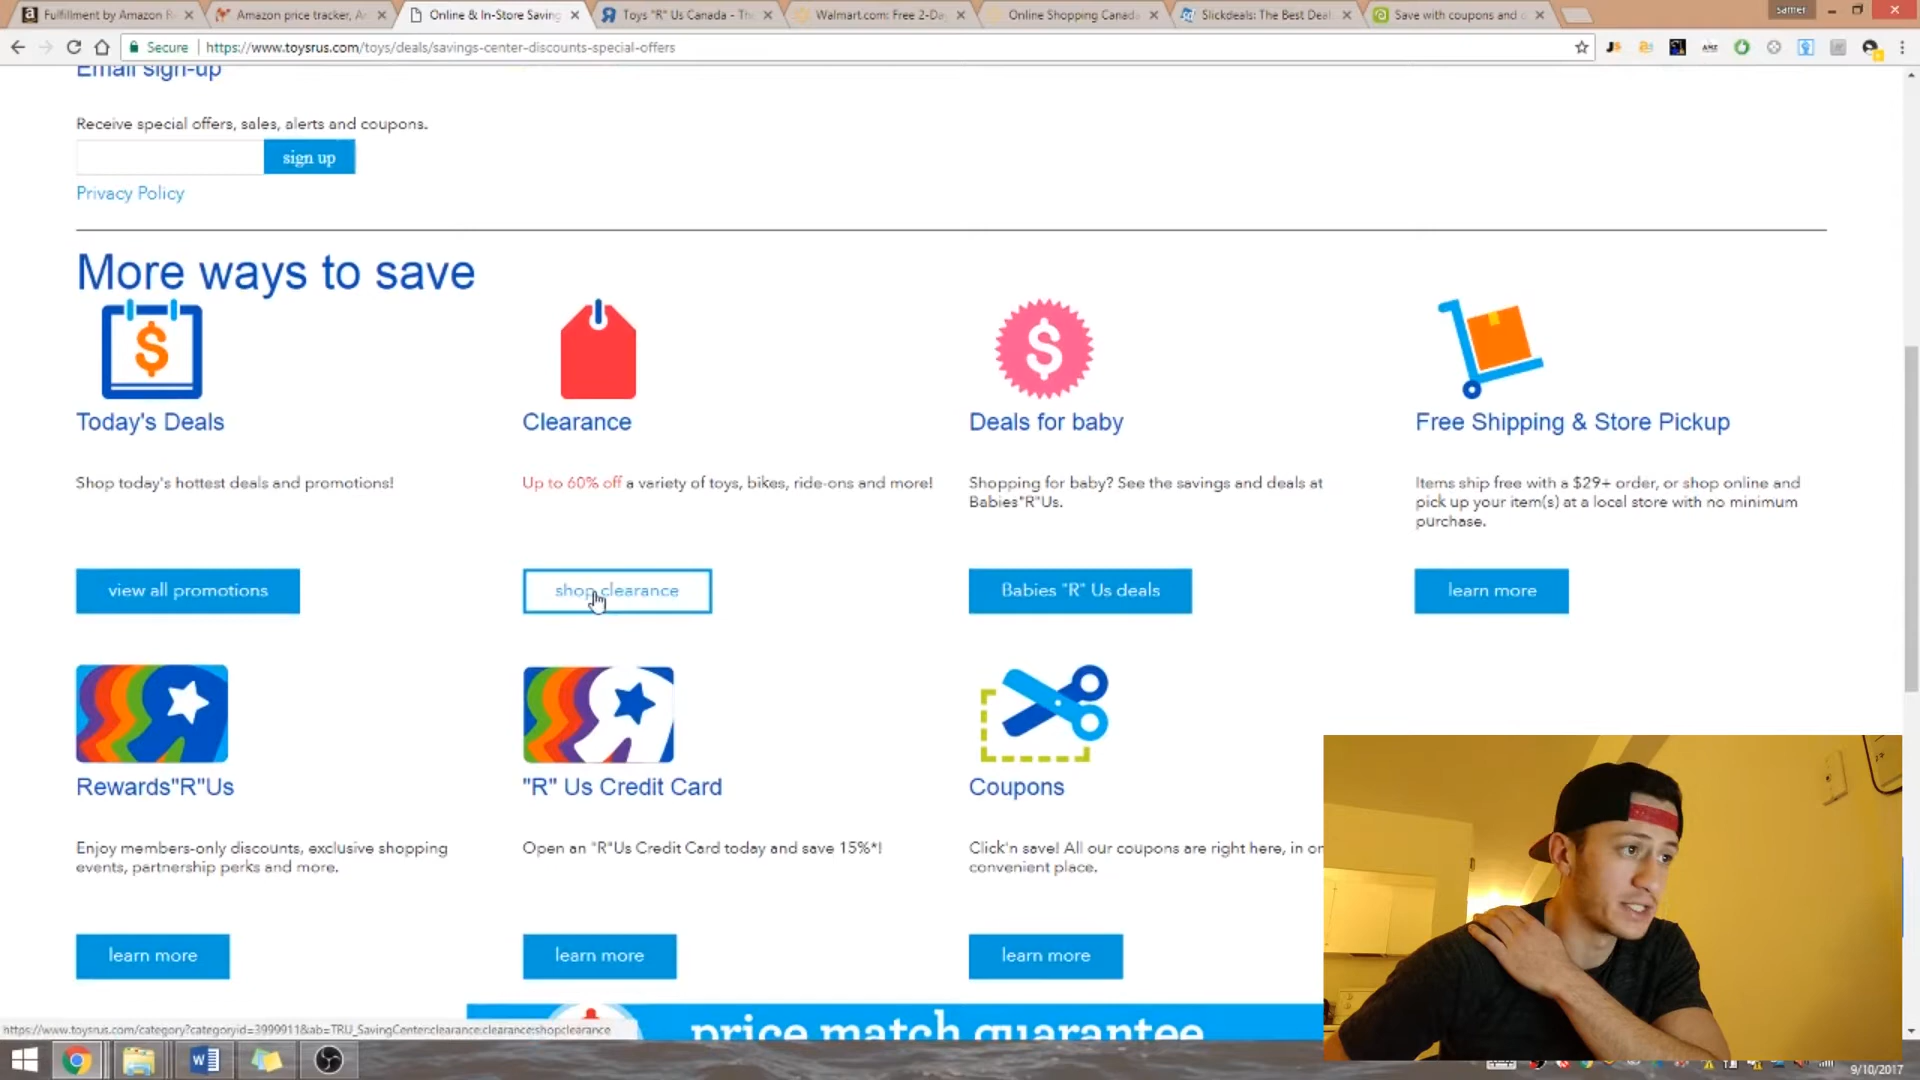 Fulfillment by Amazon R
Amazon price tracker, A
Online & In-Store Saving
Toys "R" Us Canada - Th
Walmart.com: Free 2-Da
Online Shopping Canada
Slickdeals: The Best Deal
Save with coupons and
samer
Secure
https://www.toysrus.com/toys/deals/savings-center-discounts-special-offers
Email sign-up
Receive special offers, sales, alerts and coupons.
sign up
Privacy Policy
More ways to save
Today's Deals
Clearance
Deals for baby
Free Shipping & Store Pickup
Shop today's hottest deals and promotions!
Up to 60% off a variety of toys, bikes, ride-ons and more!
Shopping for baby? See the savings and deals at
Babies"R"Us.
Items ship free with a $29+ order, or shop online and
pick up your item(s) at a local store with no minimum
purchase.
view all promotions
shop clearance
Babies "R" Us deals
learn more
Rewards"R"Us
"R" Us Credit Card
Coupons
Enjoy members-only discounts, exclusive shopping
events, partnership perks and more.
Open an "R"Us Credit Card today and save 15%*!
Click'n save! All our coupons are right here, in on
convenient place.
learn more
learn more
learn more
price match guarantee
https://www.toysrus.com/category?categoryid=3999911&ab=TRU_SavingCenter:clearance:clearance:shopclearance
9/10/2017